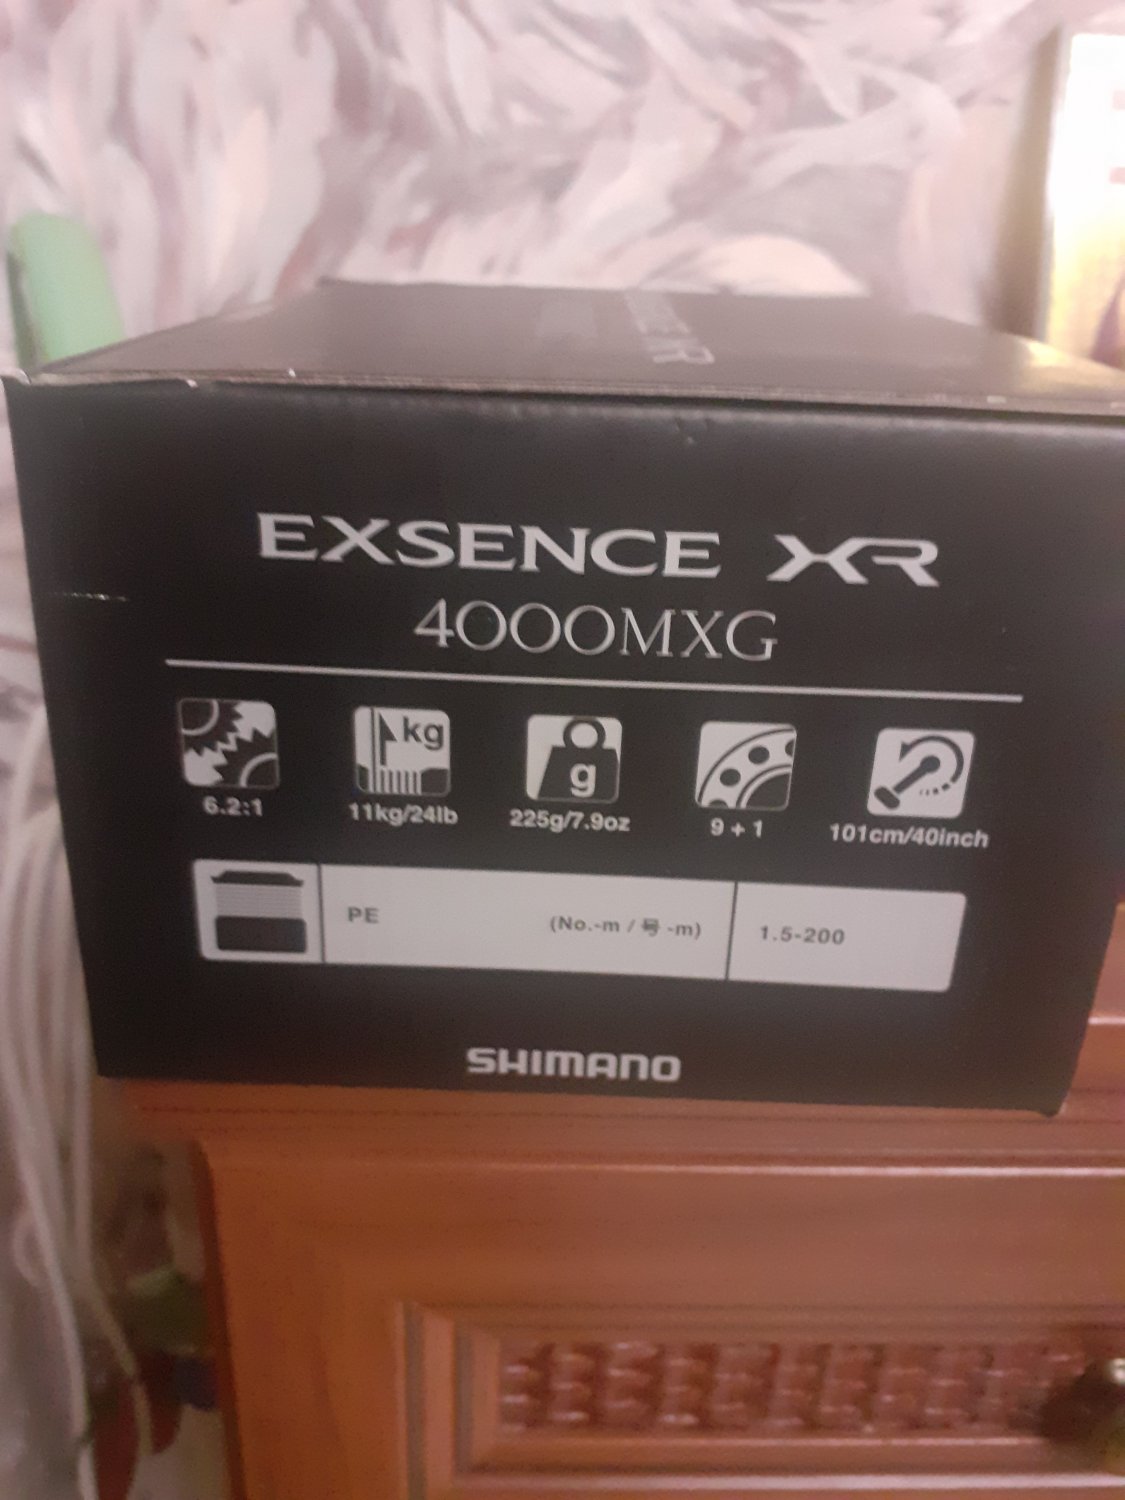 EXSENCE XR
4000MXG
kg
g
6.2:1 11kg/24lb 225g/7.9oz 9+1 101cm/40inch
PE (No.-m / 号 -m) 1.5-200
SHIMANO